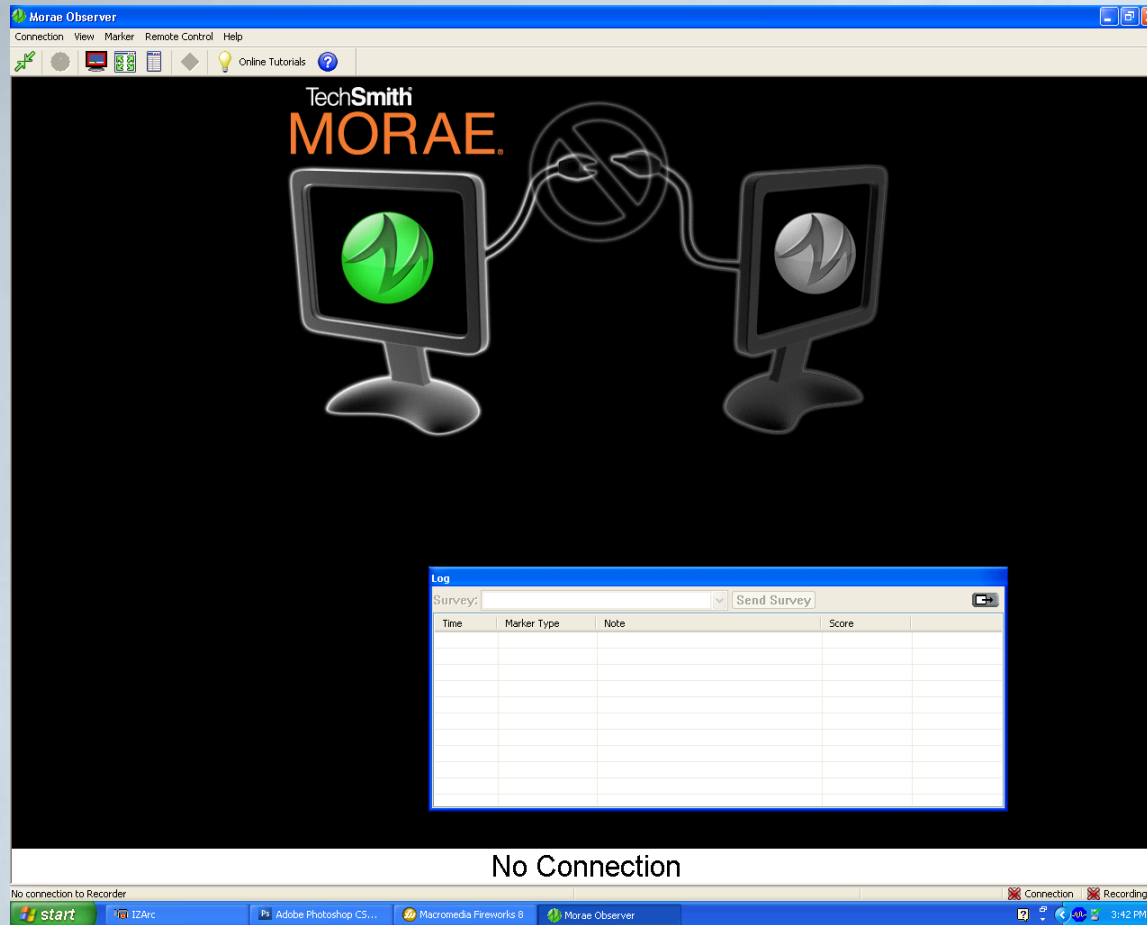 Morae Observer
Connection View Marker Remote Control Help
Online Tutorials
TechSmith
MORAE®
Log
Survey: Send Survey
Time Marker Type Note Score
No Connection
No connection to Recorder Connection Recording
start IZArc Ps Adobe Photoshop CS... Macromedia Fireworks 8 Morae Observer 3:42 PM